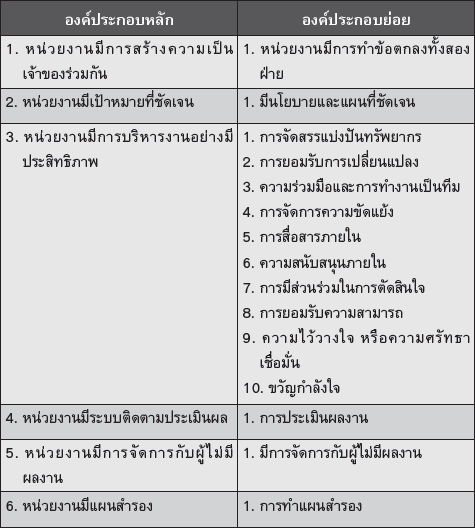 องค์ประกอบหลัก
องค์ประกอบย่อย
1. หน่วยงานมีการสร้างความเป็น
เจ้าของร่วมกัน
1. หน่วยงานมีการทำข้อตกลงทั้งสอง
ฝ่าย
2. หน่วยงานมีเป้าหมายที่ชัดเจน
1. มีนโยบายและแผนที่ชัดเจน
3. หน่วยงานมีการบริหารงานอย่างมี
ประสิทธิภาพ
1. การจัดสรรแบ่งปันทรัพยากร
2. การยอมรับการเปลี่ยนแปลง
3. ความร่วมมือและการทำงานเป็นทีม
4. การจัดการความขัดแย้ง
5. การสื่อสารภายใน
6. ความสนับสนุนภายใน
7. การมีส่วนร่วมในการตัดสินใจ
8. การยอมรับความสามารถ
9. ความไว้วางใจ หรือความศรัทธา
เชื่อมั่น
10. ขวัญกำลังใจ
4. หน่วยงานมีระบบติดตามประเมินผล
1. การประเมินผลงาน
5. หน่วยงานมีการจัดการกับผู้ไม่มี
ผลงาน
1. มีการจัดการกับผู้ไม่มีผลงาน
6. หน่วยงานมีแผนสำรอง
1. การทำแผนสำรอง